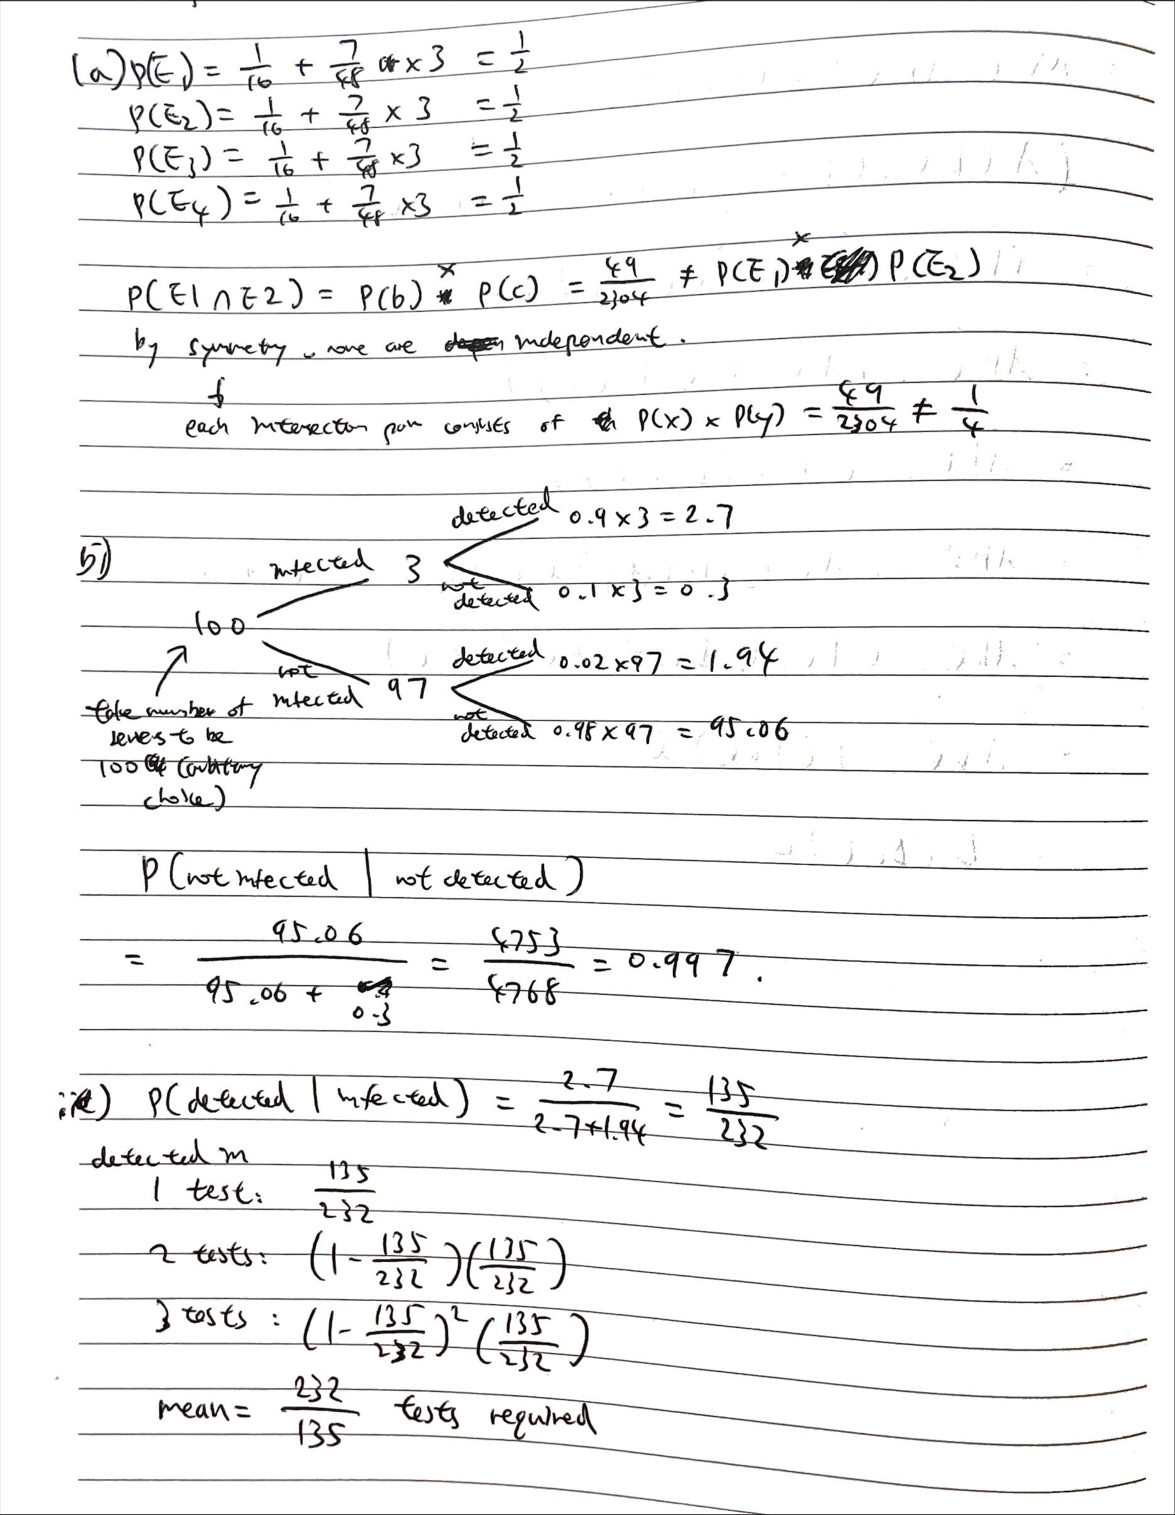 (a) P(E₁) = 1/16 + 7/48 × 3 = 1/2
P(E₂) = 1/16 + 7/48 × 3 = 1/2
P(E₃) = 1/16 + 7/48 × 3 = 1/2
P(E₄) = 1/16 + 7/48 × 3 = 1/2
P(E1 ∩ E2) = P(b) × P(c) = 49/2304 ≠ P(E₁) × P(E₂)
by symmetry, none are independent.
each intersection pair consists of P(x) × P(y) = 49/2304 ≠ 1/4
detected 0.9 × 3 = 2.7
bi) infected 3
not detected 0.1 × 3 = 0.3
100
detected 0.02 × 97 = 1.94
not infected 97
not detected 0.98 × 97 = 95.06
take number of
servers to be
100 (arbitrary
choice)
P(not infected | not detected)
= 95.06/(95.06 + 0.3) = 4753/4768 = 0.997.
ii) P(detected | infected) = 2.7/(2.7+1.94) = 135/232
detected in
1 test: 135/232
2 tests: (1 - 135/232)(135/232)
3 tests: (1 - 135/232)² (135/232)
mean = 232/135 tests required